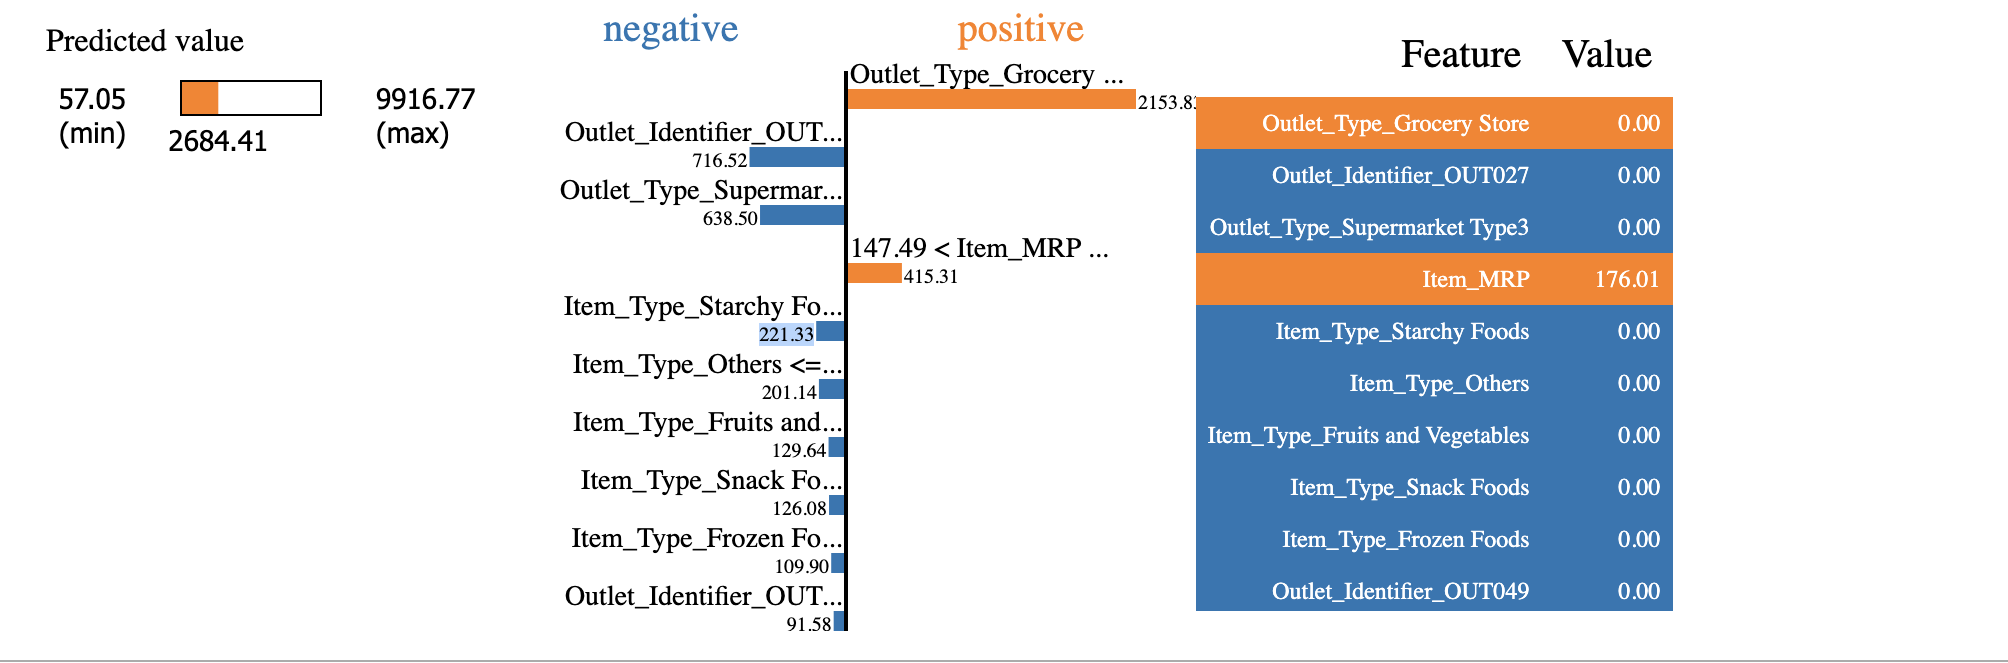 Predicted value
57.05
(min)
2684.41
9916.77
(max)
negative
positive
Outlet_Type_Grocery ...
2153.8
Outlet_Identifier_OUT...
716.52
Outlet_Type_Supermar...
638.50
147.49 < Item_MRP ...
415.31
Item_Type_Starchy Fo...
221.33
Item_Type_Others <=...
201.14
Item_Type_Fruits and...
129.64
Item_Type_Snack Fo...
126.08
Item_Type_Frozen Fo...
109.90
Outlet_Identifier_OUT...
91.58
Feature Value
Outlet_Type_Grocery Store 0.00
Outlet_Identifier_OUT027 0.00
Outlet_Type_Supermarket Type3 0.00
Item_MRP 176.01
Item_Type_Starchy Foods 0.00
Item_Type_Others 0.00
Item_Type_Fruits and Vegetables 0.00
Item_Type_Snack Foods 0.00
Item_Type_Frozen Foods 0.00
Outlet_Identifier_OUT049 0.00